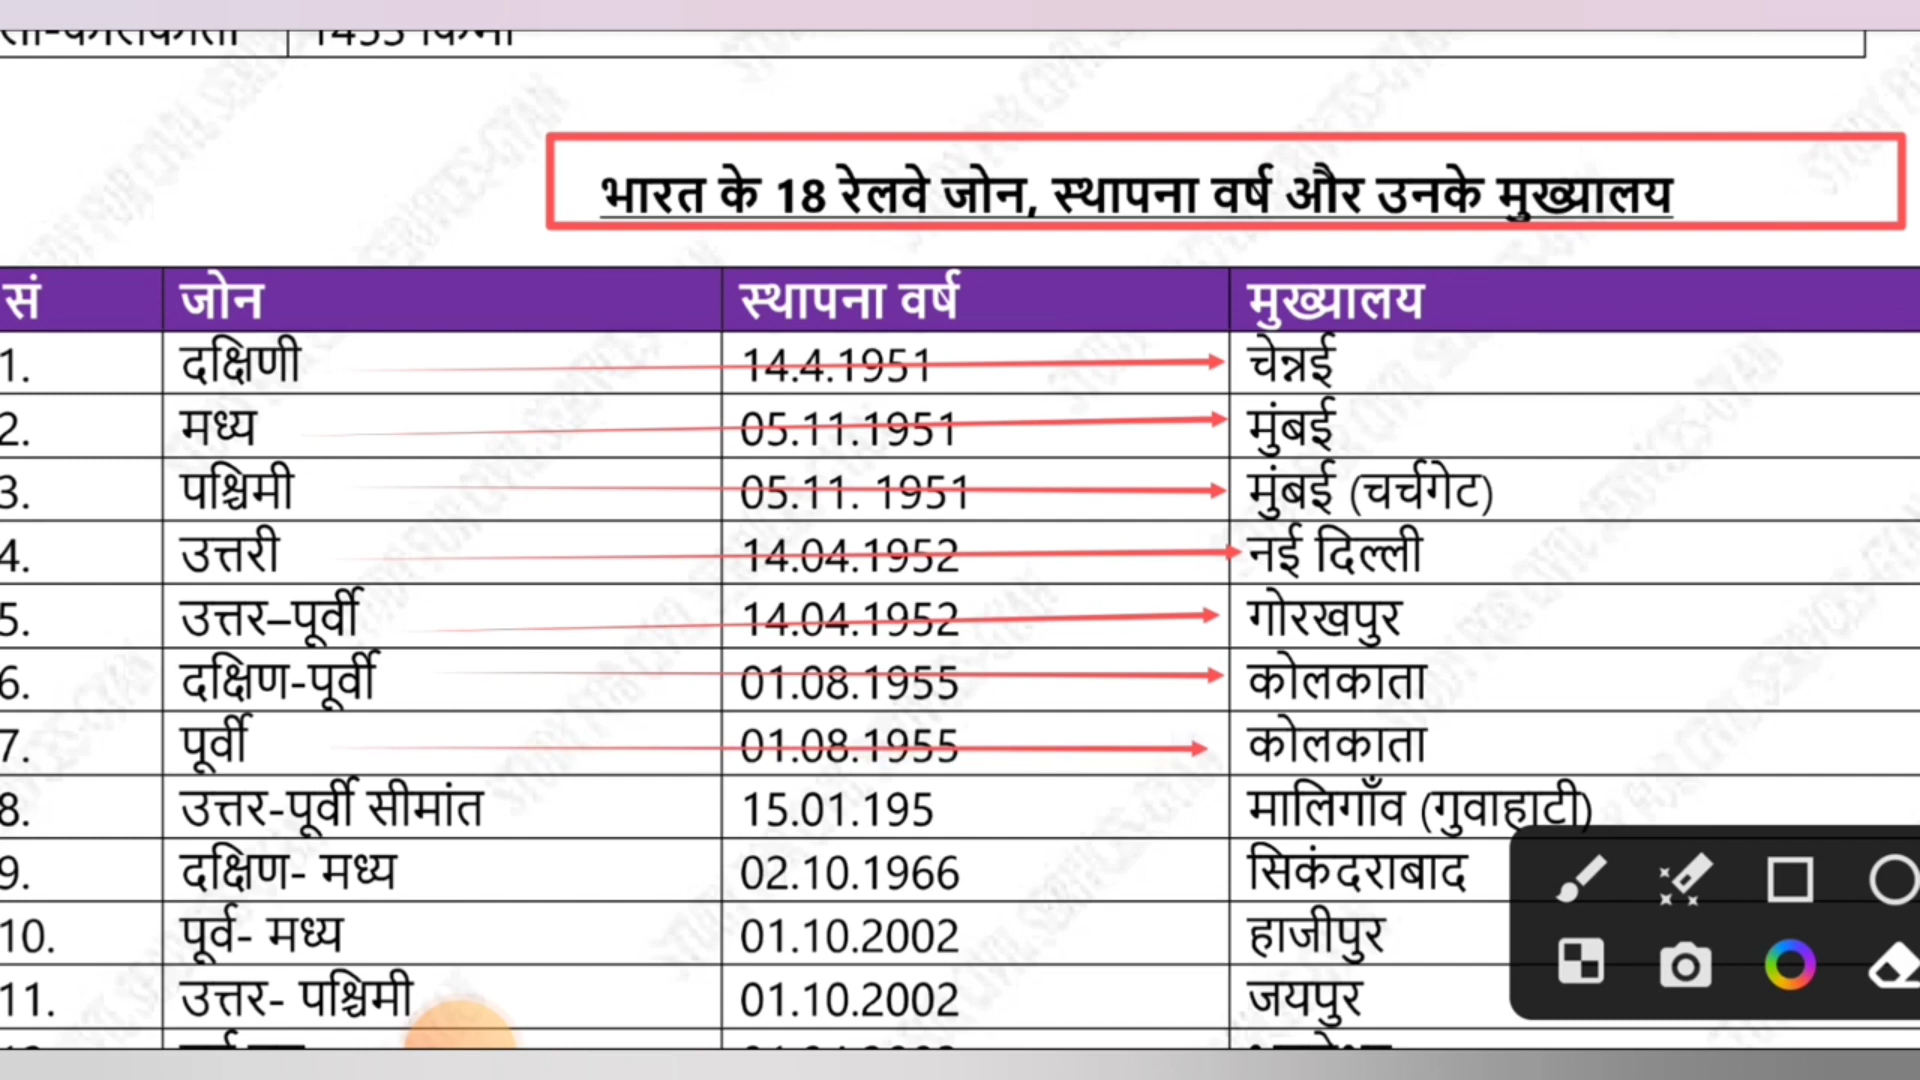 1453 किमी
भारत के 18 रेलवे जोन, स्थापना वर्ष और उनके मुख्यालय
सं जोन स्थापना वर्ष मुख्यालय
1. दक्षिणी 14.4.1951 चेन्नई
2. मध्य 05.11.1951 मुंबई
3. पश्चिमी 05.11. 1951 मुंबई (चर्चगेट)
4. उत्तरी 14.04.1952 नई दिल्ली
5. उत्तर–पूर्वी 14.04.1952 गोरखपुर
6. दक्षिण-पूर्वी 01.08.1955 कोलकाता
7. पूर्वी 01.08.1955 कोलकाता
8. उत्तर-पूर्वी सीमांत 15.01.195 मालिगाँव (गुवाहाटी)
9. दक्षिण- मध्य 02.10.1966 सिकंदराबाद
10. पूर्व- मध्य 01.10.2002 हाजीपुर
11. उत्तर- पश्चिमी 01.10.2002 जयपुर